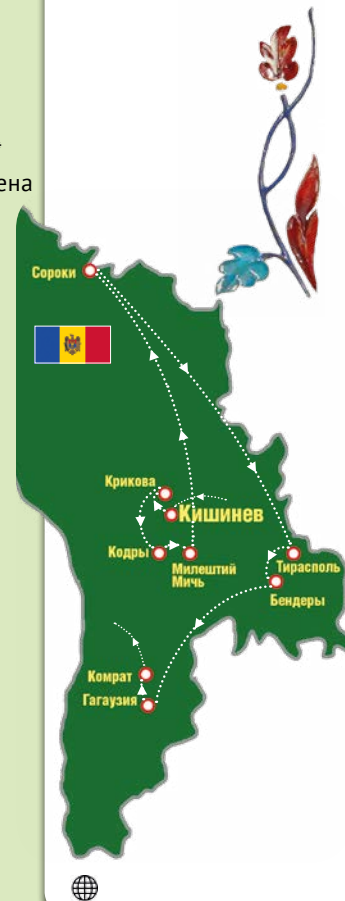 ена
Сороки
Крикова
Кишинев
Кодры
Милештий
Мичь
Тирасполь
Бендеры
Комрат
Гагаузия